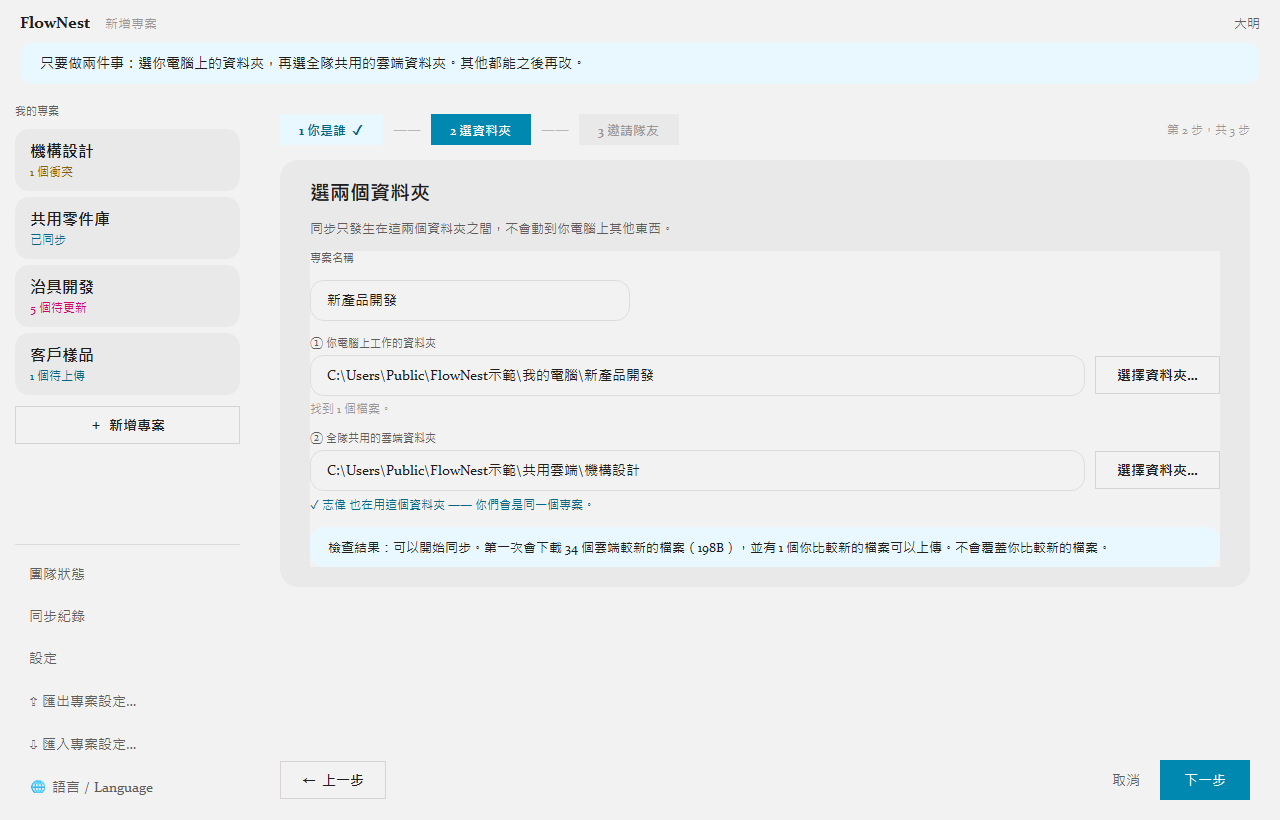 FlowNest 新增專案
大明
只要做兩件事：選你電腦上的資料夾，再選全隊共用的雲端資料夾。其他都能之後再改。
我的專案
機構設計
1 個衝突
共用零件庫
已同步
治具開發
5 個待更新
客戶樣品
1 個待上傳
+ 新增專案
團隊狀態
同步紀錄
設定
⇧ 匯出專案設定...
⇩ 匯入專案設定...
🌐 語言 / Language
1 你是誰 ✓ —— 2 選資料夾 —— 3 邀請隊友
第 2 步，共 3 步
選兩個資料夾
同步只發生在這兩個資料夾之間，不會動到你電腦上其他東西。
專案名稱
新產品開發
① 你電腦上工作的資料夾
C:\Users\Public\FlowNest示範\我的電腦\新產品開發
選擇資料夾...
找到 1 個檔案。
② 全隊共用的雲端資料夾
C:\Users\Public\FlowNest示範\共用雲端\機構設計
選擇資料夾...
✓ 志偉 也在用這個資料夾 —— 你們會是同一個專案。
檢查結果：可以開始同步。第一次會下載 34 個雲端較新的檔案（198B），並有 1 個你比較新的檔案可以上傳。不會覆蓋你比較新的檔案。
← 上一步
取消
下一步